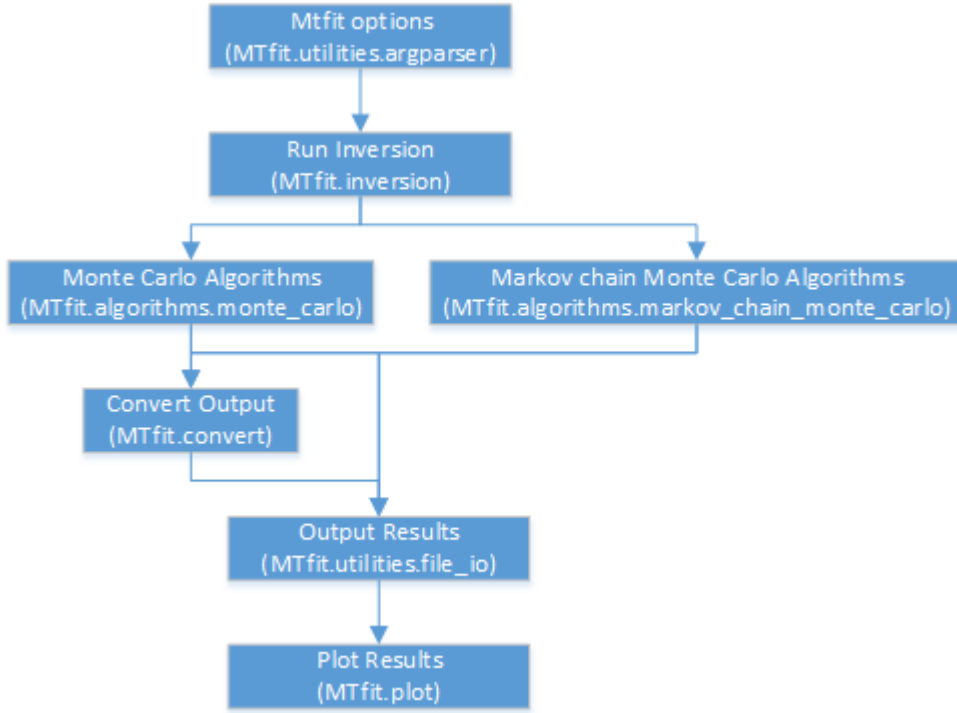 Mtfit options
(MTfit.utilities.argparser)
Run Inversion
(MTfit.inversion)
Monte Carlo Algorithms
(MTfit.algorithms.monte_carlo)
Markov chain Monte Carlo Algorithms
(MTfit.algorithms.markov_chain_monte_carlo)
Convert Output
(MTfit.convert)
Output Results
(MTfit.utilities.file_io)
Plot Results
(MTfit.plot)